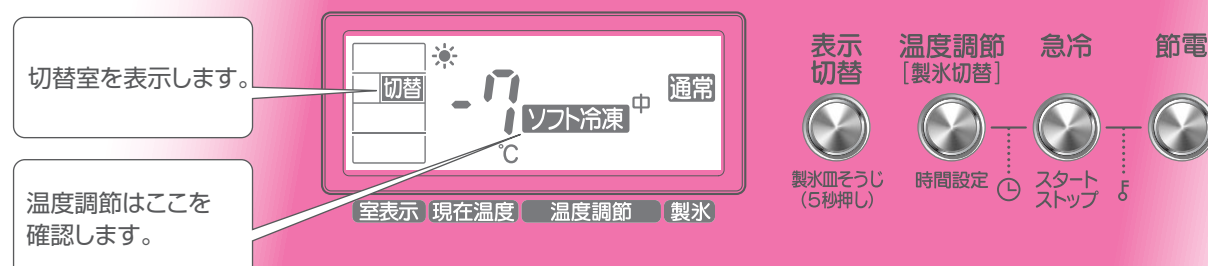 切替室を表示します。
温度調節はここを
確認します。
切替
-7
℃
ソフト冷凍
中
通常
室表示 現在温度 温度調節 製氷
表示
切替
温度調節
[製氷切替]
急冷
節電
製氷皿そうじ
(5秒押し)
時間設定
スタート
ストップ